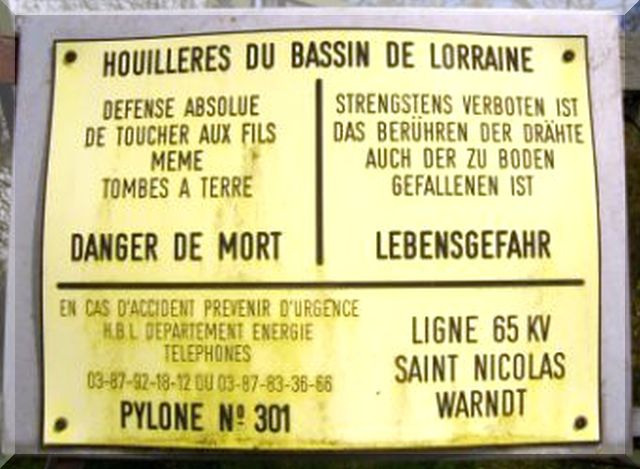 HOUILLERES DU BASSIN DE LORRAINE
DEFENSE ABSOLUE
DE TOUCHER AUX FILS
MEME
TOMBES A TERRE
DANGER DE MORT
STRENGSTENS VERBOTEN IST
DAS BERÜHREN DER DRÄHTE
AUCH DER ZU BODEN
GEFALLENEN IST
LEBENSGEFAHR
EN CAS D'ACCIDENT PREVENIR D'URGENCE
H.B.L DEPARTEMENT ENERGIE
TELEPHONES
03-87-92-18-12 OU 03-87-83-36-66
PYLONE Nº 301
LIGNE 65 KV
SAINT NICOLAS
WARNDT